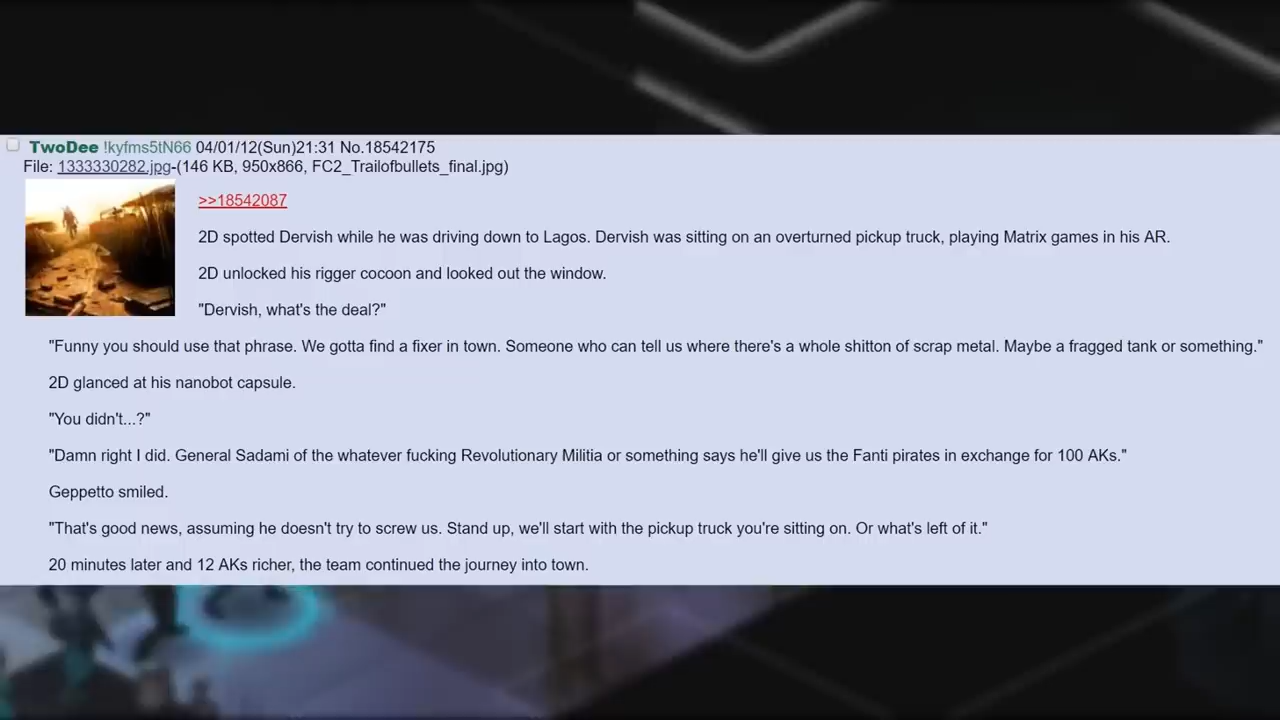 TwoDee !kyfms5tN66 04/01/12(Sun)21:31 No.18542175
File: 1333330282.jpg-(146 KB, 950x866, FC2_Trailofbullets_final.jpg)
>>18542087
2D spotted Dervish while he was driving down to Lagos. Dervish was sitting on an overturned pickup truck, playing Matrix games in his AR.
2D unlocked his rigger cocoon and looked out the window.
"Dervish, what's the deal?"
"Funny you should use that phrase. We gotta find a fixer in town. Someone who can tell us where there's a whole shitton of scrap metal. Maybe a fragged tank or something."
2D glanced at his nanobot capsule.
"You didn't...?"
"Damn right I did. General Sadami of the whatever fucking Revolutionary Militia or something says he'll give us the Fanti pirates in exchange for 100 AKs."
Geppetto smiled.
"That's good news, assuming he doesn't try to screw us. Stand up, we'll start with the pickup truck you're sitting on. Or what's left of it."
20 minutes later and 12 AKs richer, the team continued the journey into town.